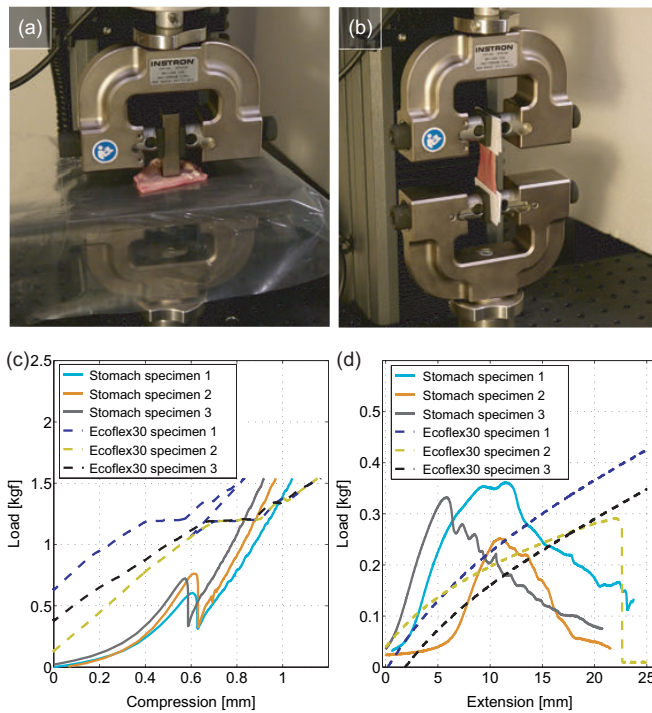 (a)
INSTRON
(b)
INSTRON
(c)
2.5
2
1.5
1
0.5
0
Load [kgf]
Stomach specimen 1
Stomach specimen 2
Stomach specimen 3
Ecoflex30 specimen 1
Ecoflex30 specimen 2
Ecoflex30 specimen 3
0.0 0.2 0.4 0.6 0.8 1
Compression [mm]
(d)
0.5
0.4
0.3
0.2
0.1
0
Load [kgf]
Stomach specimen 1
Stomach specimen 2
Stomach specimen 3
Ecoflex30 specimen 1
Ecoflex30 specimen 2
Ecoflex30 specimen 3
0 5 10 15 20 25
Extension [mm]